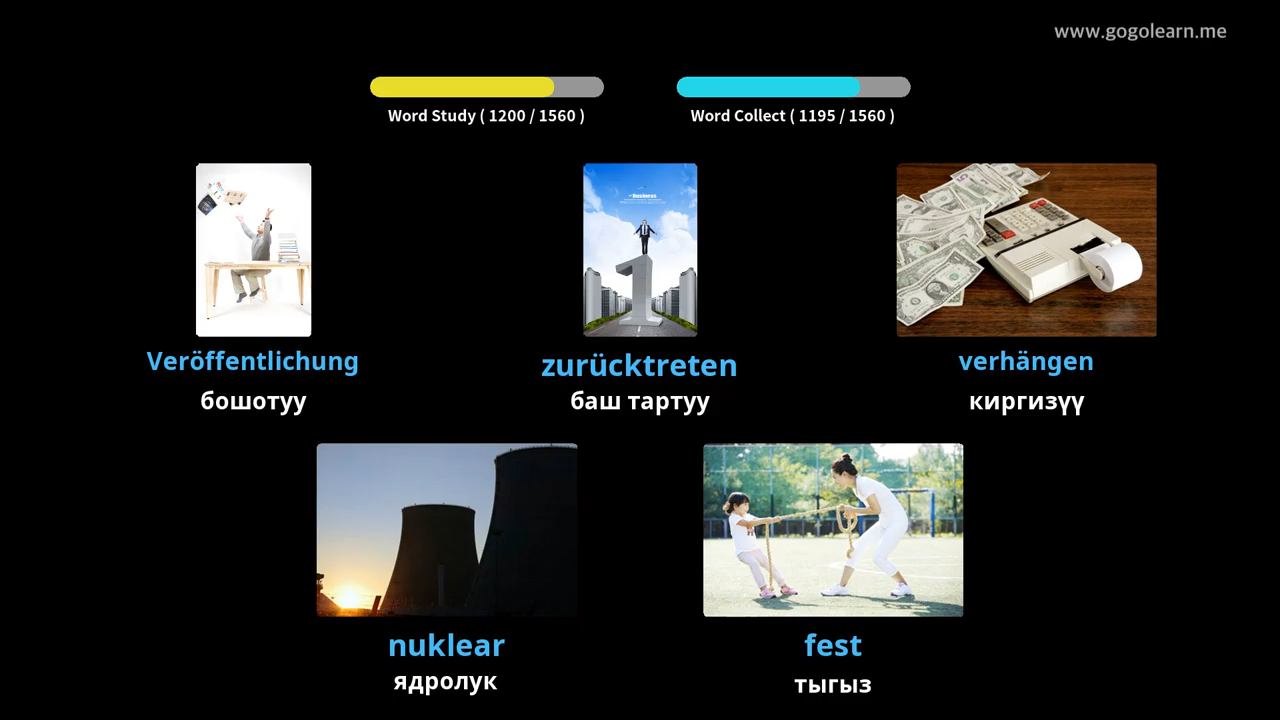 www.gogolearn.me
Word Study ( 1200 / 1560 )
Word Collect ( 1195 / 1560 )
Business
Veröffentlichung
бошотуу
zurücktreten
баш тартуу
verhängen
киргизүү
nuklear
ядролук
fest
тыгыз